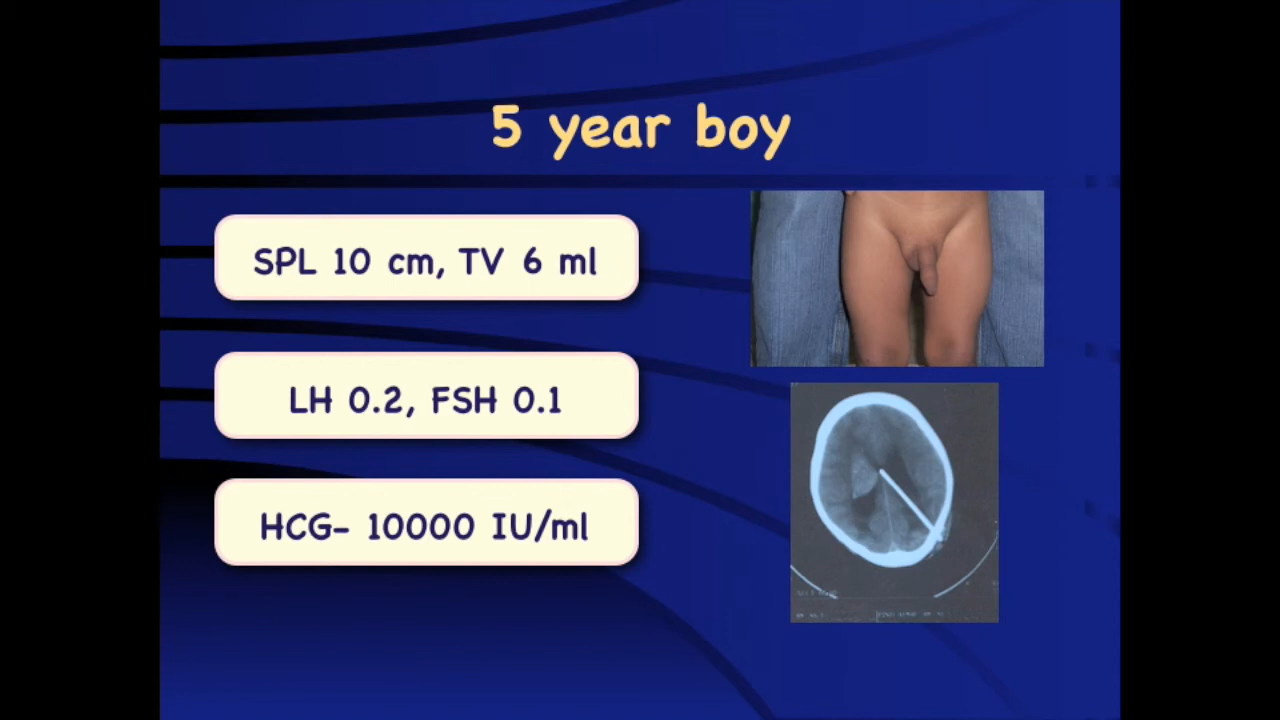 5 year boy
SPL 10 cm, TV 6 ml
LH 0.2, FSH 0.1
HCG- 10000 IU/ml